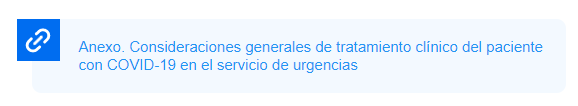 Anexo. Consideraciones generales de tratamiento clínico del paciente
con COVID-19 en el servicio de urgencias